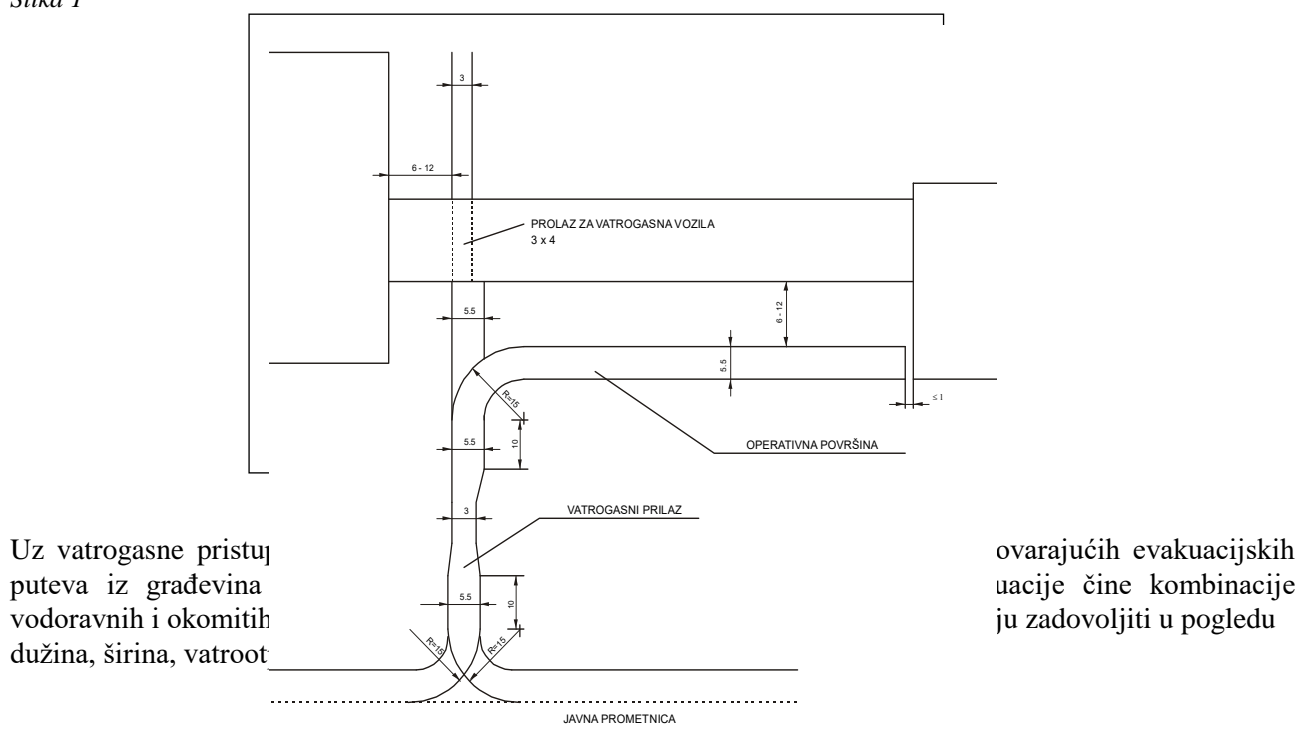 Slika 1
3
6 - 12
PROLAZ ZA VATROGASNA VOZILA
3 x 4
5.5
6 - 12
5.5
≤ 1
R=15
5.5
10
OPERATIVNA POVRŠINA
3
VATROGASNI PRILAZ
Uz vatrogasne pristup ovarajućih evakuacijskih
puteva iz građevina uacije čine kombinacije
5.5
10
vodoravnih i okomitih ju zadovoljiti u pogledu
R=15
R=15
dužina, širina, vatroot
JAVNA PROMETNICA